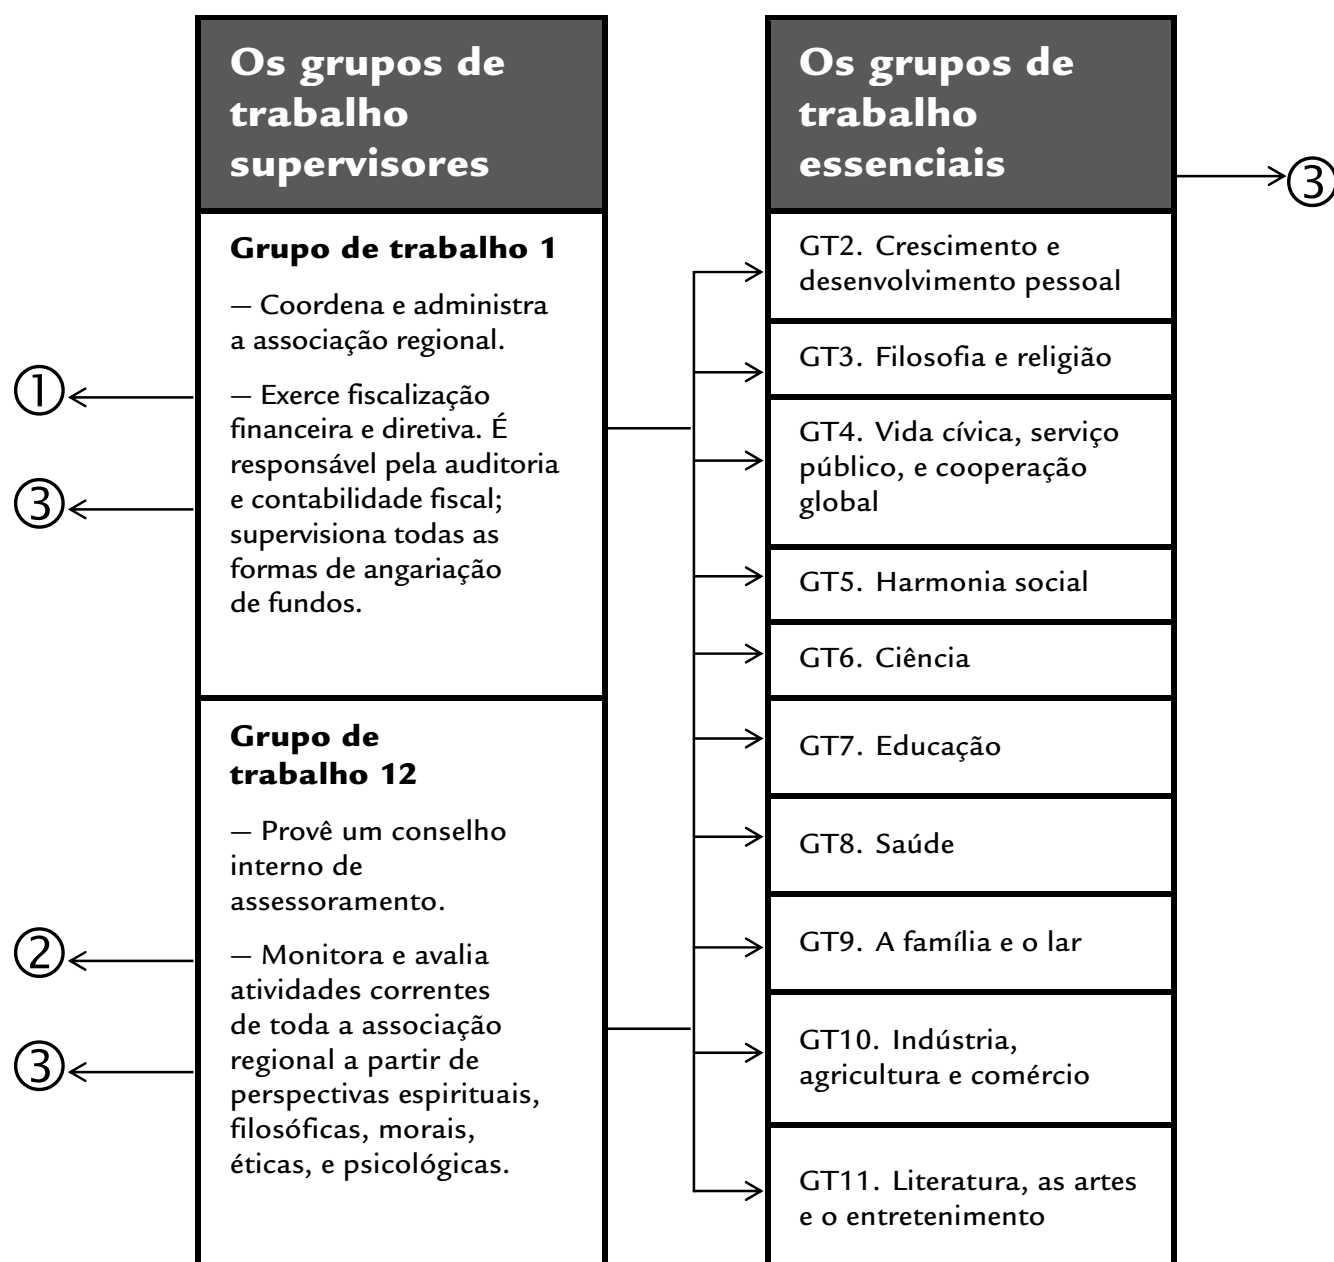 Os grupos de
trabalho
supervisores
Grupo de trabalho 1
— Coordena e administra
a associação regional.
— Exerce fiscalização
financeira e diretiva. É
responsável pela auditoria
e contabilidade fiscal;
supervisiona todas as
formas de angariação
de fundos.
①
③
Grupo de
trabalho 12
— Provê um conselho
interno de
assessoramento.
— Monitora e avalia
atividades correntes
de toda a associação
regional a partir de
perspectivas espirituais,
filosóficas, morais,
éticas, e psicológicas.
②
③
Os grupos de
trabalho
essenciais
③
GT2. Crescimento e
desenvolvimento pessoal
GT3. Filosofia e religião
GT4. Vida cívica, serviço
público, e cooperação
global
GT5. Harmonia social
GT6. Ciência
GT7. Educação
GT8. Saúde
GT9. A família e o lar
GT10. Indústria,
agricultura e comércio
GT11. Literatura, as artes
e o entretenimento